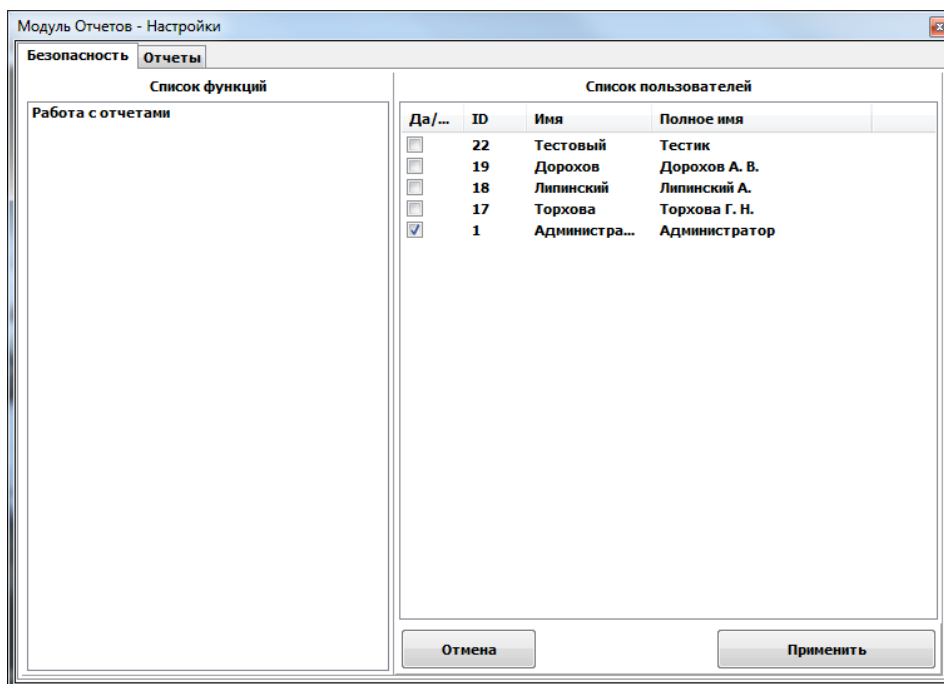 Модуль Отчетов - Настройки
Безопасность Отчеты
Список функций
Работа с отчетами
Список пользователей
Да/... ID Имя Полное имя
22 Тестовый Тестик
19 Дорохов Дорохов А. В.
18 Липинский Липинский А.
17 Торхова Торхова Г. Н.
1 Администра... Администратор
Отмена Применить